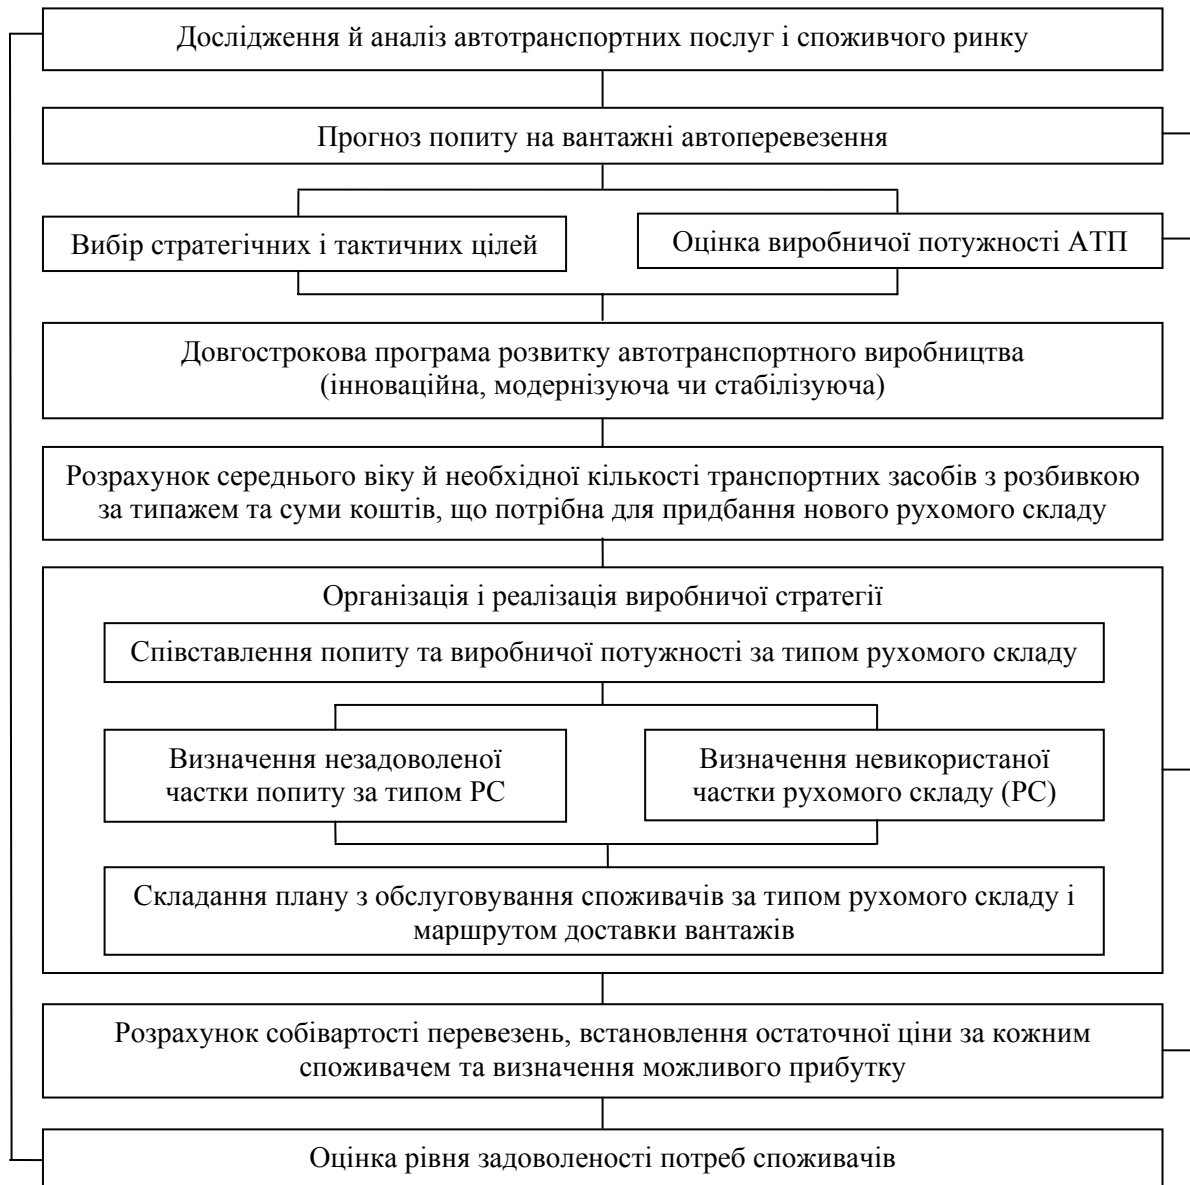 Дослідження й аналіз автотранспортних послуг і споживчого ринку
Прогноз попиту на вантажні автоперевезення
Вибір стратегічних і тактичних цілей
Оцінка виробничої потужності АТП
Довгострокова програма розвитку автотранспортного виробництва
(інноваційна, модернізуюча чи стабілізуюча)
Розрахунок середнього віку й необхідної кількості транспортних засобів з розбивкою
за типажем та суми коштів, що потрібна для придбання нового рухомого складу
Організація і реалізація виробничої стратегії
Співставлення попиту та виробничої потужності за типом рухомого складу
Визначення незадоволеної
частки попиту за типом РС
Визначення невикористаної
частки рухомого складу (РС)
Складання плану з обслуговування споживачів за типом рухомого складу і
маршрутом доставки вантажів
Розрахунок собівартості перевезень, встановлення остаточної ціни за кожним
споживачем та визначення можливого прибутку
Оцінка рівня задоволеності потреб споживачів